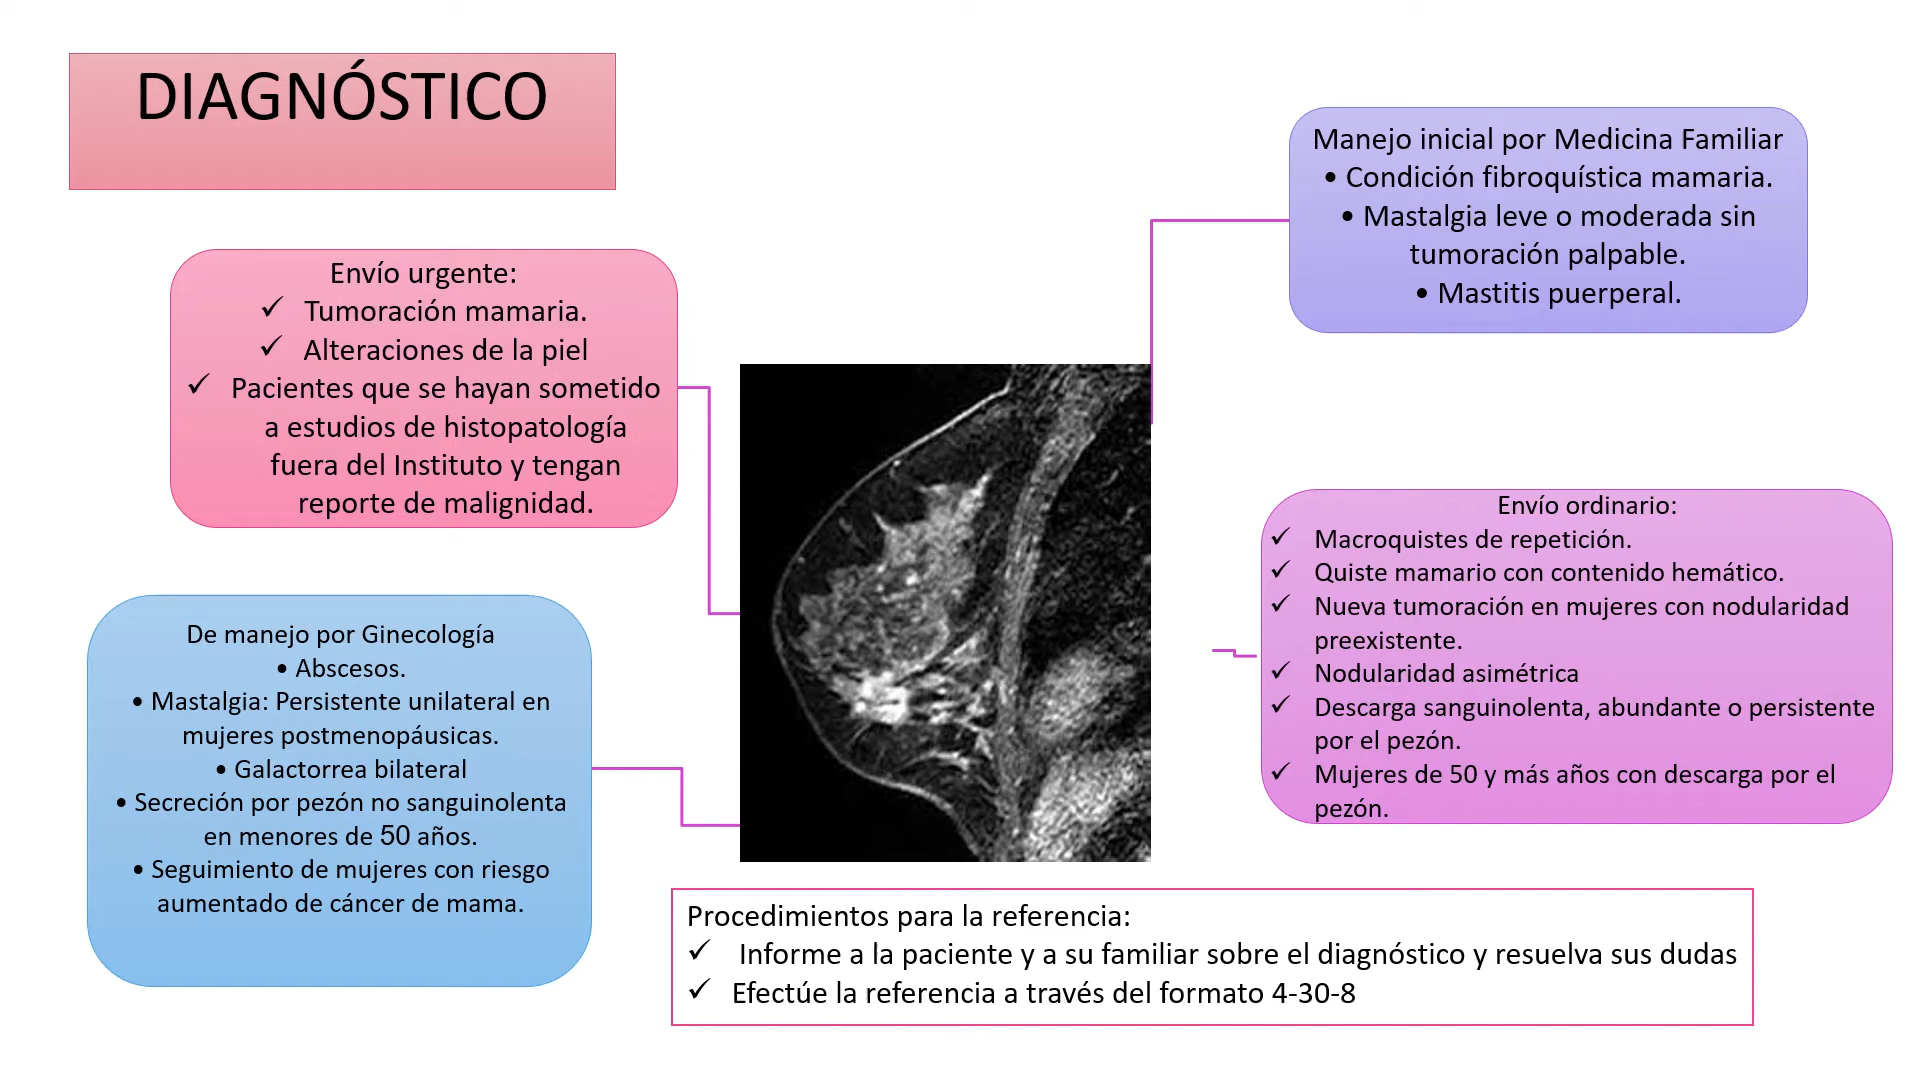 DIAGNÓSTICO
Manejo inicial por Medicina Familiar
• Condición fibroquística mamaria.
• Mastalgia leve o moderada sin
tumoración palpable.
• Mastitis puerperal.
Envío urgente:
✓ Tumoración mamaria.
✓ Alteraciones de la piel
✓ Pacientes que se hayan sometido
a estudios de histopatología
fuera del Instituto y tengan
reporte de malignidad.
Envío ordinario:
✓ Macroquistes de repetición.
✓ Quiste mamario con contenido hemático.
✓ Nueva tumoración en mujeres con nodularidad
preexistente.
✓ Nodularidad asimétrica
✓ Descarga sanguinolenta, abundante o persistente
por el pezón.
✓ Mujeres de 50 y más años con descarga por el
pezón.
De manejo por Ginecología
• Abscesos.
• Mastalgia: Persistente unilateral en
mujeres postmenopáusicas.
• Galactorrea bilateral
• Secreción por pezón no sanguinolenta
en menores de 50 años.
• Seguimiento de mujeres con riesgo
aumentado de cáncer de mama.
Procedimientos para la referencia:
✓ Informe a la paciente y a su familiar sobre el diagnóstico y resuelva sus dudas
✓ Efectúe la referencia a través del formato 4-30-8